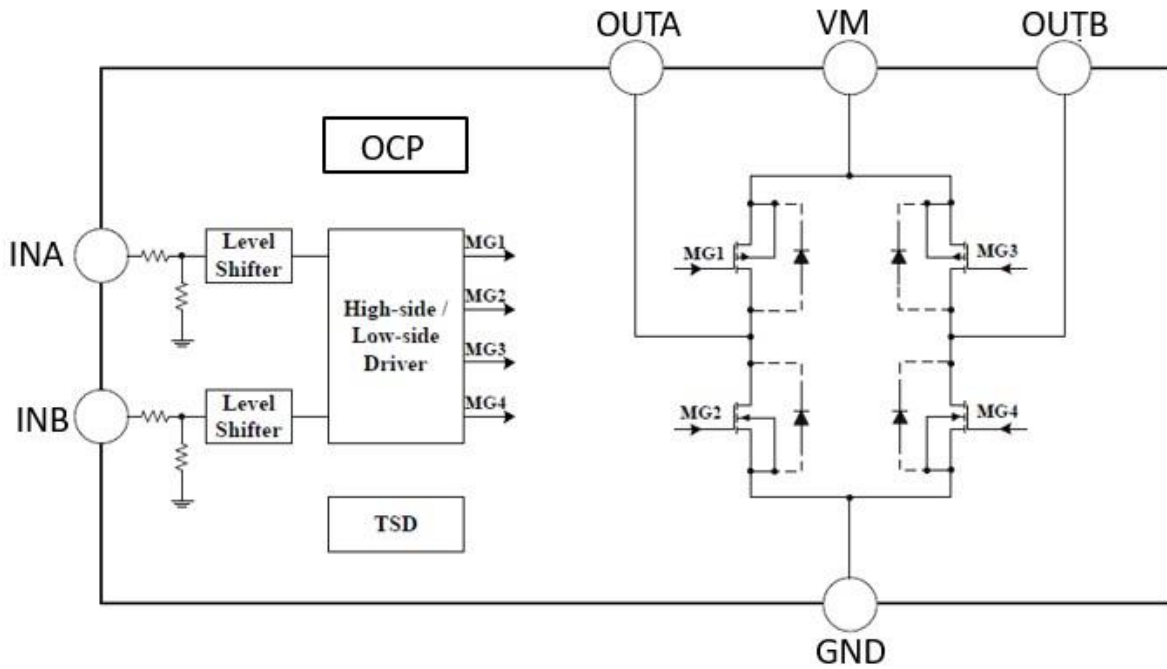 OUTA
VM
OUTB
OCP
INA
Level
Shifter
MG1
MG2
MG3
MG4
High-side /
Low-side
Driver
INB
Level
Shifter
TSD
MG1
MG3
MG2
MG4
GND